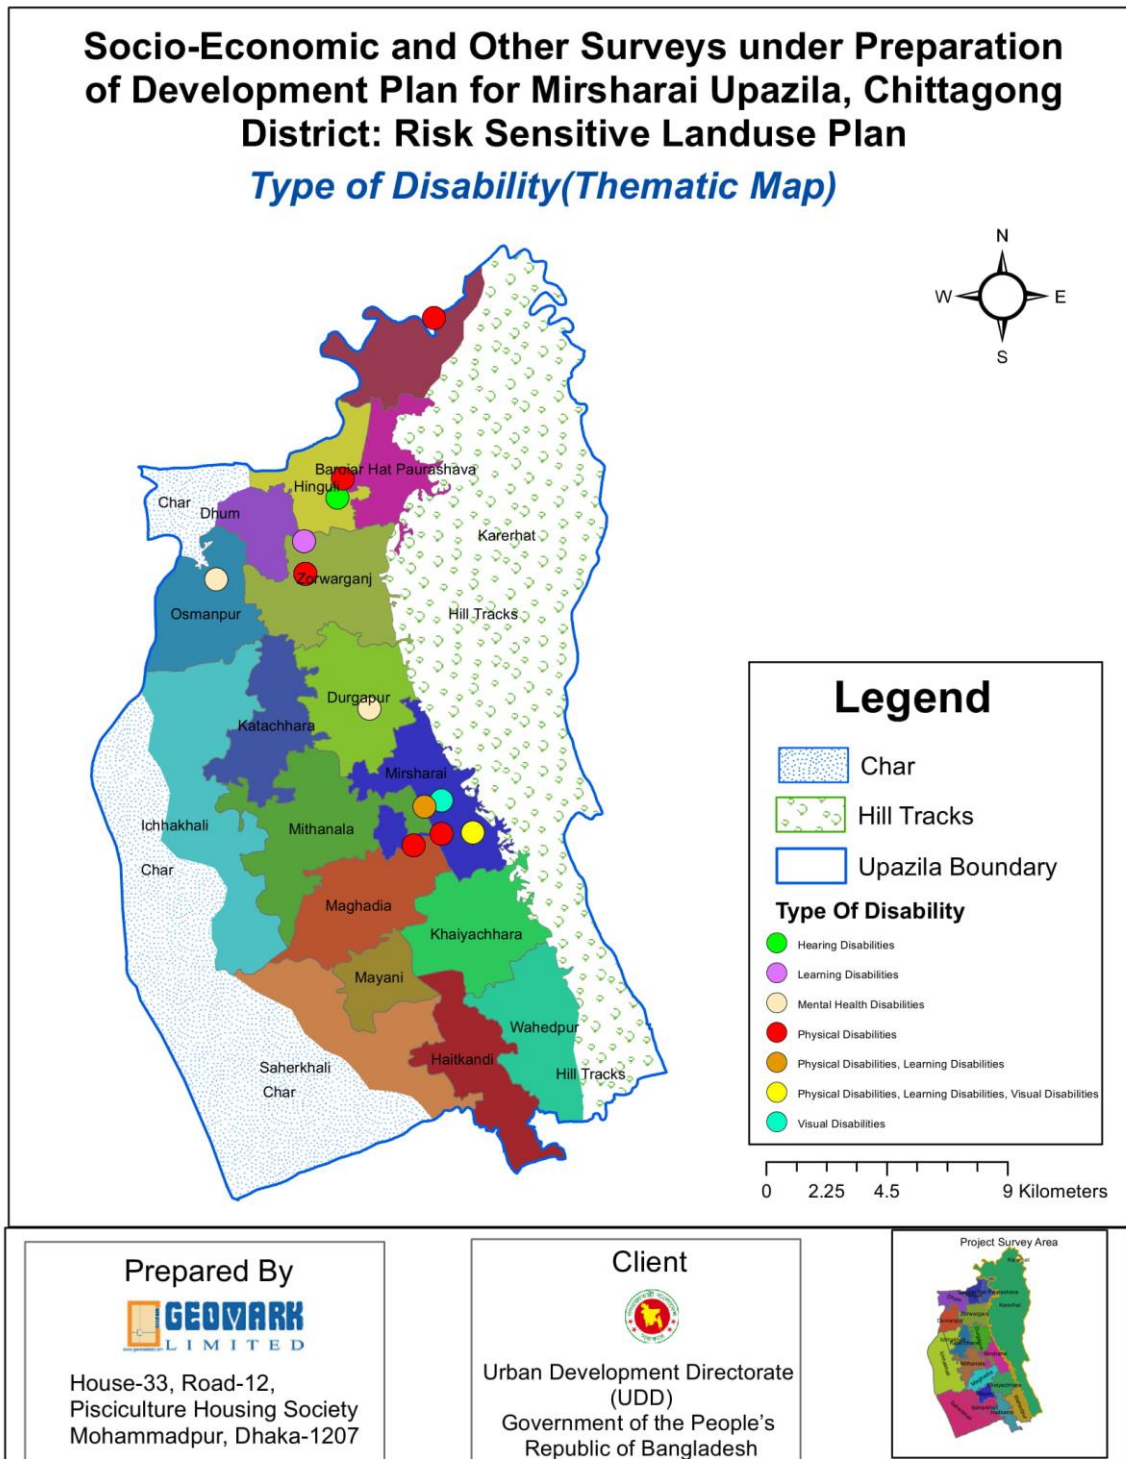 Socio-Economic and Other Surveys under Preparation
of Development Plan for Mirsharai Upazila, Chittagong
District: Risk Sensitive Landuse Plan
Type of Disability(Thematic Map)
N
W
E
S
Baroiar Hat Paurashava
Hinguli
Char
Dhum
Karerhat
Zorwarganj
Osmanpur
Hill Tracks
Durgapur
Katachhara
Mirsharai
Ichhakhali
Mithanala
Char
Maghadia
Khaiyachhara
Mayani
Wahedpur
Haitkandi
Saherkhali
Char
Hill Tracks
Legend
Char
Hill Tracks
Upazila Boundary
Type Of Disability
Hearing Disabilities
Learning Disabilities
Mental Health Disabilities
Physical Disabilities
Physical Disabilities, Learning Disabilities
Physical Disabilities, Learning Disabilities, Visual Disabilities
Visual Disabilities
0 2.25 4.5 9 Kilometers
Prepared By
GEOMARK
LIMITED
House-33, Road-12,
Pisciculture Housing Society
Mohammadpur, Dhaka-1207
Client
Urban Development Directorate
(UDD)
Government of the People's
Republic of Bangladesh
Project Survey Area